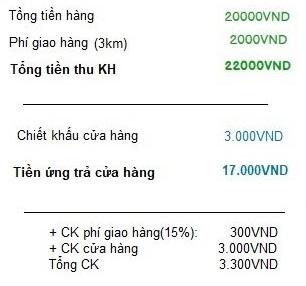 Tổng tiền hàng 20000VND
Phí giao hàng (3km) 2000VND
Tổng tiền thu KH 22000VND
Chiết khấu cửa hàng 3.000VND
Tiền ứng trả cửa hàng 17.000VND
+ CK phí giao hàng(15%): 300VND
+ CK cửa hàng 3.000VND
Tổng CK 3.300VND